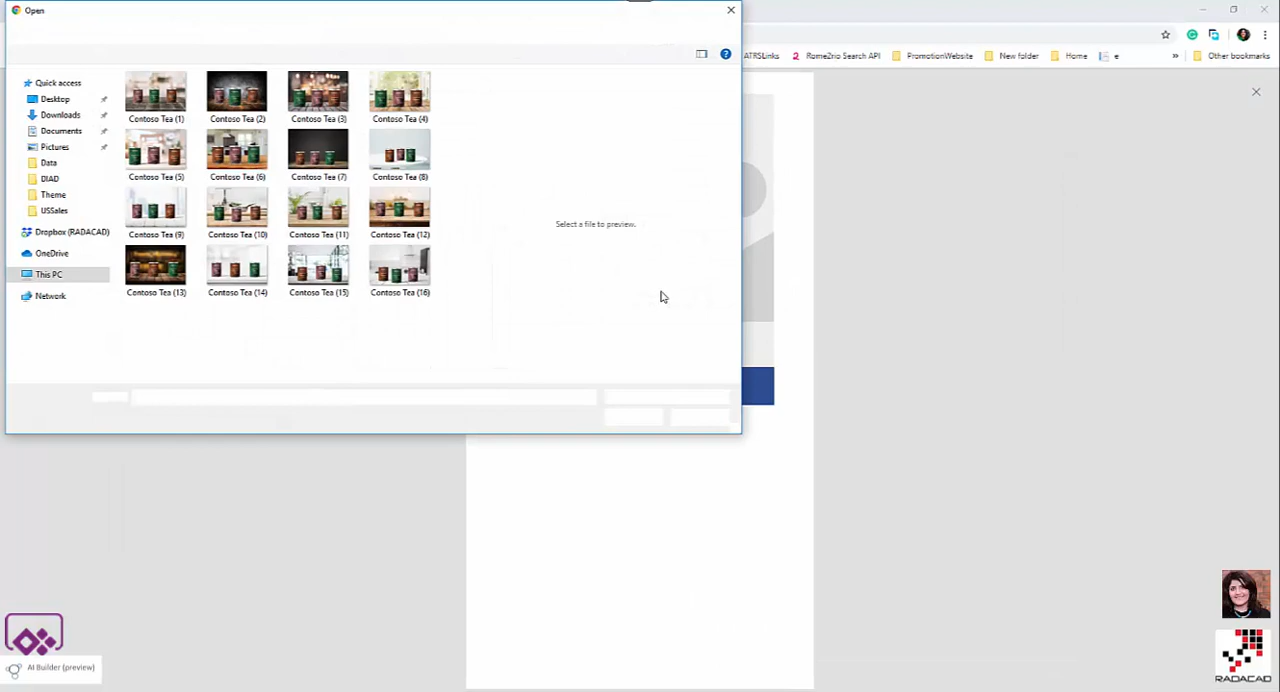 Open
ATRSLinks
Rome2rio Search API
PromotionWebsite
New folder
Home
e
»
Other bookmarks
Quick access
Desktop
Downloads
Documents
Pictures
Data
DIAD
Theme
USSales
Dropbox (RADACAD)
OneDrive
This PC
Network
Contoso Tea (1)
Contoso Tea (2)
Contoso Tea (3)
Contoso Tea (4)
Contoso Tea (5)
Contoso Tea (6)
Contoso Tea (7)
Contoso Tea (8)
Contoso Tea (9)
Contoso Tea (10)
Contoso Tea (11)
Contoso Tea (12)
Contoso Tea (13)
Contoso Tea (14)
Contoso Tea (15)
Contoso Tea (16)
Select a file to preview.
AI Builder (preview)
RADACAD